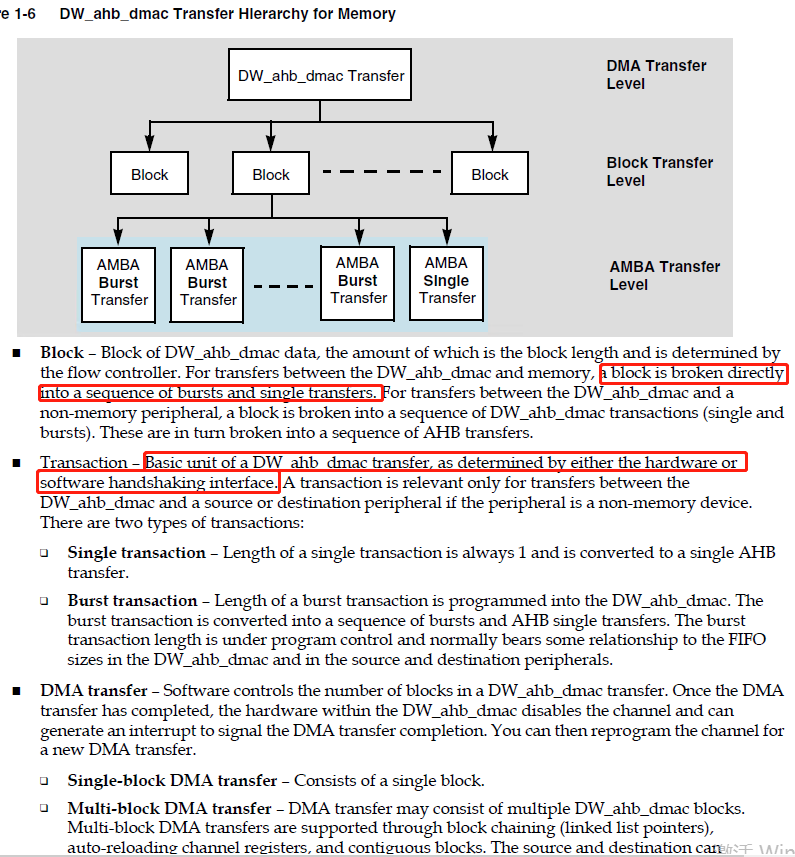 re 1-6 DW_ahb_dmac Transfer Hierarchy for Memory
DW_ahb_dmac Transfer
DMA Transfer
Level
Block
Block
Block
Block Transfer
Level
AMBA
Burst
Transfer
AMBA
Burst
Transfer
AMBA
Burst
Transfer
AMBA
Single
Transfer
AMBA Transfer
Level
■ Block – Block of DW_ahb_dmac data, the amount of which is the block length and is determined by
the flow controller. For transfers between the DW_ahb_dmac and memory, a block is broken directly
into a sequence of bursts and single transfers. For transfers between the DW_ahb_dmac and a
non-memory peripheral, a block is broken into a sequence of DW_ahb_dmac transactions (single and
bursts). These are in turn broken into a sequence of AHB transfers.
■ Transaction – Basic unit of a DW_ahb_dmac transfer, as determined by either the hardware or
software handshaking interface. A transaction is relevant only for transfers between the
DW_ahb_dmac and a source or destination peripheral if the peripheral is a non-memory device.
There are two types of transactions:
❑ Single transaction – Length of a single transaction is always 1 and is converted to a single AHB
transfer.
❑ Burst transaction – Length of a burst transaction is programmed into the DW_ahb_dmac. The
burst transaction is converted into a sequence of bursts and AHB single transfers. The burst
transaction length is under program control and normally bears some relationship to the FIFO
sizes in the DW_ahb_dmac and in the source and destination peripherals.
■ DMA transfer – Software controls the number of blocks in a DW_ahb_dmac transfer. Once the DMA
transfer has completed, the hardware within the DW_ahb_dmac disables the channel and can
generate an interrupt to signal the DMA transfer completion. You can then reprogram the channel for
a new DMA transfer.
❑ Single-block DMA transfer – Consists of a single block.
❑ Multi-block DMA transfer – DMA transfer may consist of multiple DW_ahb_dmac blocks.
Multi-block DMA transfers are supported through block chaining (linked list pointers),
auto-reloading channel registers, and contiguous blocks. The source and destination can
激活 Win